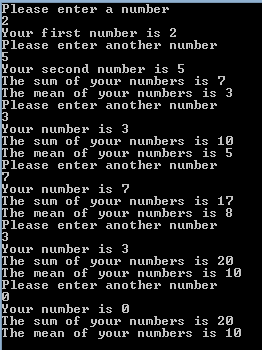 Please enter a number
2
Your first number is 2
Please enter another number
5
Your second number is 5
The sum of your numbers is 7
The mean of your numbers is 3
Please enter another number
3
Your number is 3
The sum of your numbers is 10
The mean of your numbers is 5
Please enter another number
7
Your number is 7
The sum of your numbers is 17
The mean of your numbers is 8
Please enter another number
3
Your number is 3
The sum of your numbers is 20
The mean of your numbers is 10
Please enter another number
0
Your number is 0
The sum of your numbers is 20
The mean of your numbers is 10